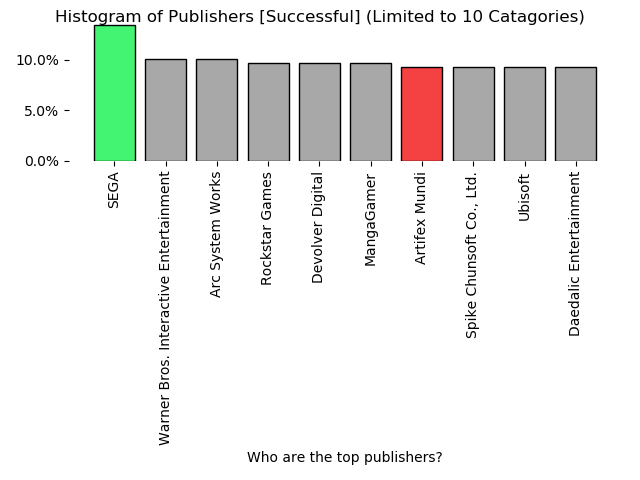 Histogram of Publishers [Successful] (Limited to 10 Catagories)
10.0%
5.0%
0.0%
SEGA
Warner Bros. Interactive Entertainment
Arc System Works
Rockstar Games
Devolver Digital
MangaGamer
Artifex Mundi
Spike Chunsoft Co., Ltd.
Ubisoft
Daedalic Entertainment
Who are the top publishers?